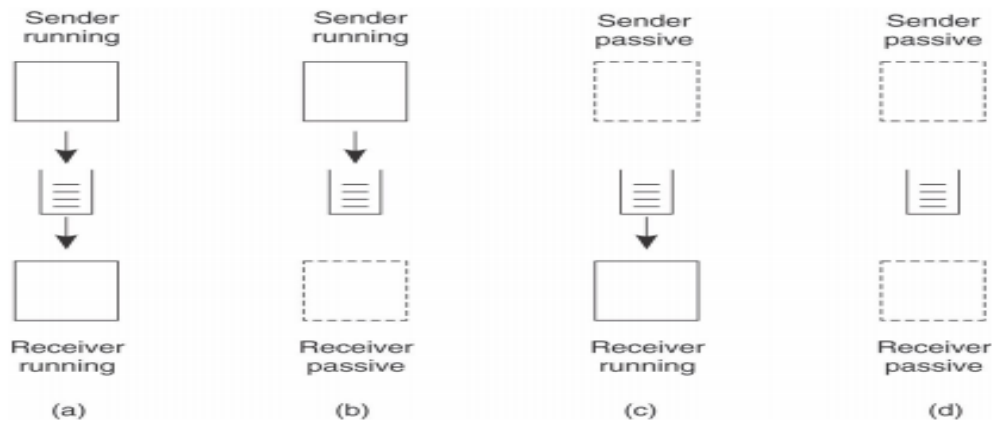 Sender
running
Sender
running
Sender
passive
Sender
passive
Receiver
running
Receiver
passive
Receiver
running
Receiver
passive
(a)
(b)
(c)
(d)